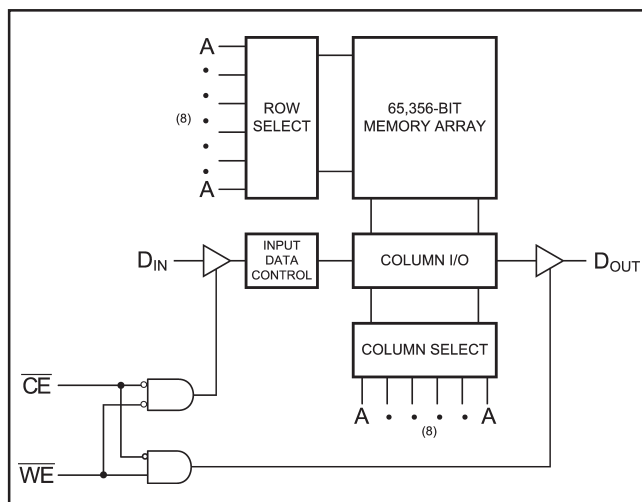 A
(8)
A
ROW
SELECT
65,356-BIT
MEMORY ARRAY
DIN
INPUT
DATA
CONTROL
COLUMN I/O
DOUT
COLUMN SELECT
A
A
(8)
CE
WE